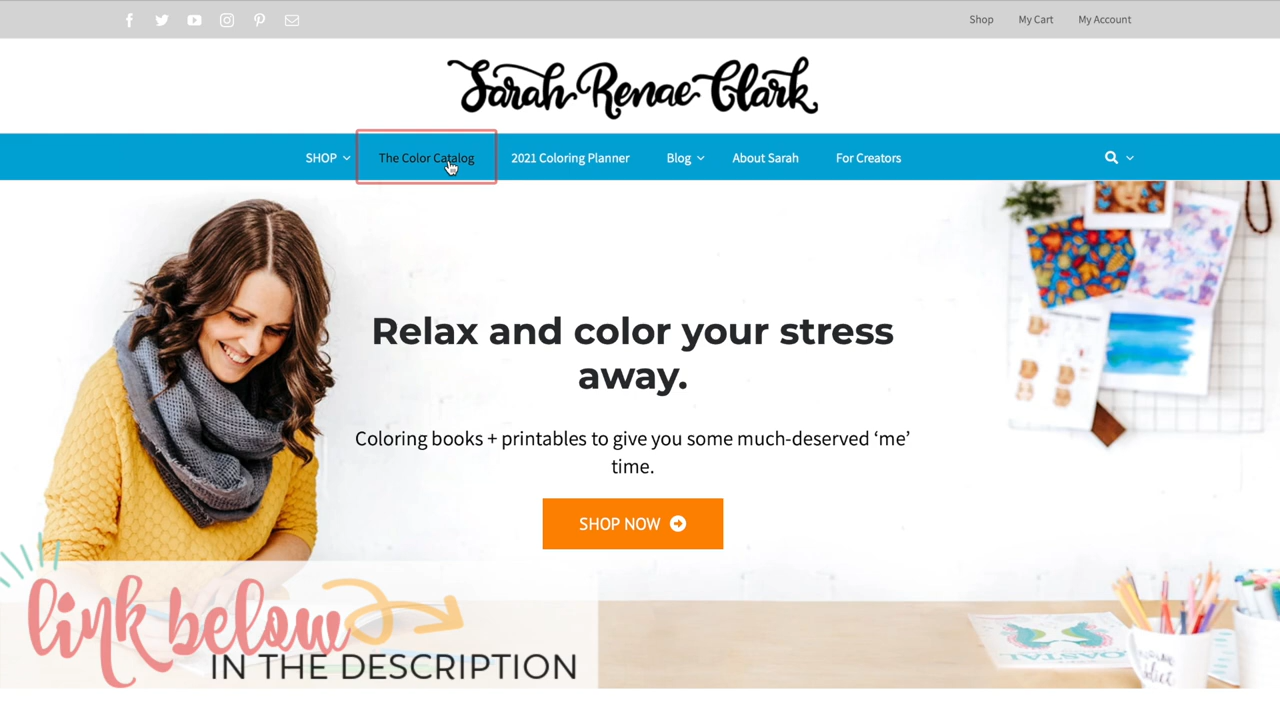 Shop My Cart My Account
Sarah Renae Clark
SHOP The Color Catalog 2021 Coloring Planner Blog About Sarah For Creators
Relax and color your stress
away.
Coloring books + printables to give you some much-deserved ‘me’
time.
SHOP NOW
link below
IN THE DESCRIPTION